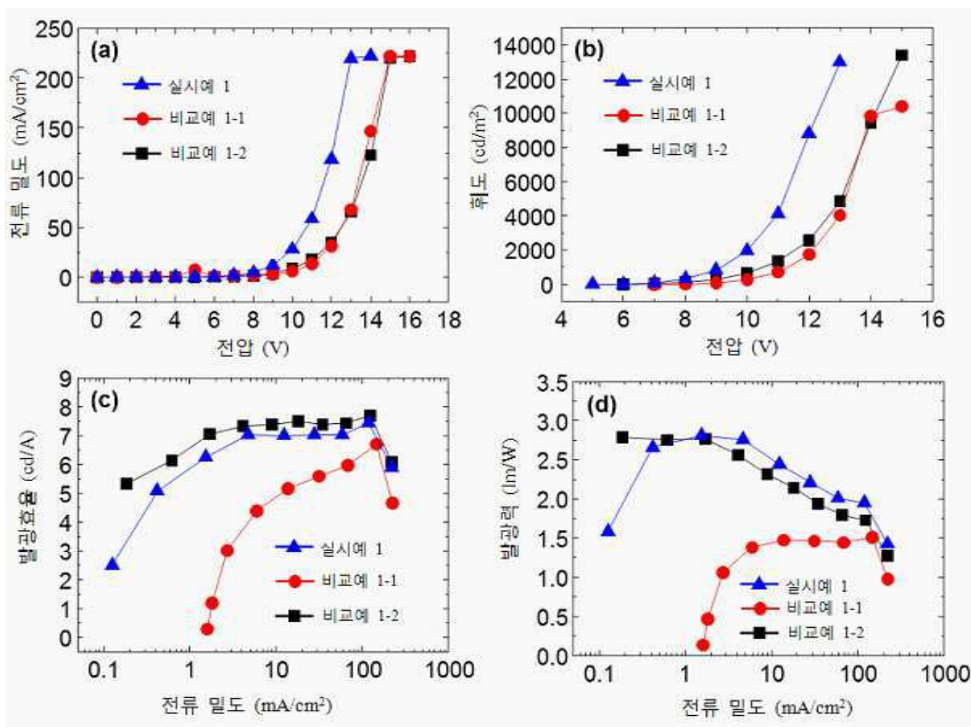 (a)
실시예 1
비교예 1-1
비교예 1-2
전류 밀도 (mA/cm²)
250
200
150
100
50
0
0 2 4 6 8 10 12 14 16 18
전압 (V)
(b)
실시예 1
비교예 1-1
비교예 1-2
휘도 (cd/m²)
14000
12000
10000
8000
6000
4000
2000
0
4 6 8 10 12 14 16
전압 (V)
(c)
발광효율 (cd/A)
9
8
7
6
5
4
3
2
1
0
실시예 1
비교예 1-1
비교예 1-2
0.1 1 10 100 1000
전류 밀도 (mA/cm²)
(d)
발광력 (lm/W)
3.5
3.0
2.5
2.0
1.5
1.0
0.5
0.0
실시예 1
비교예 1-1
비교예 1-2
0.1 1 10 100 1000
전류 밀도 (mA/cm²)